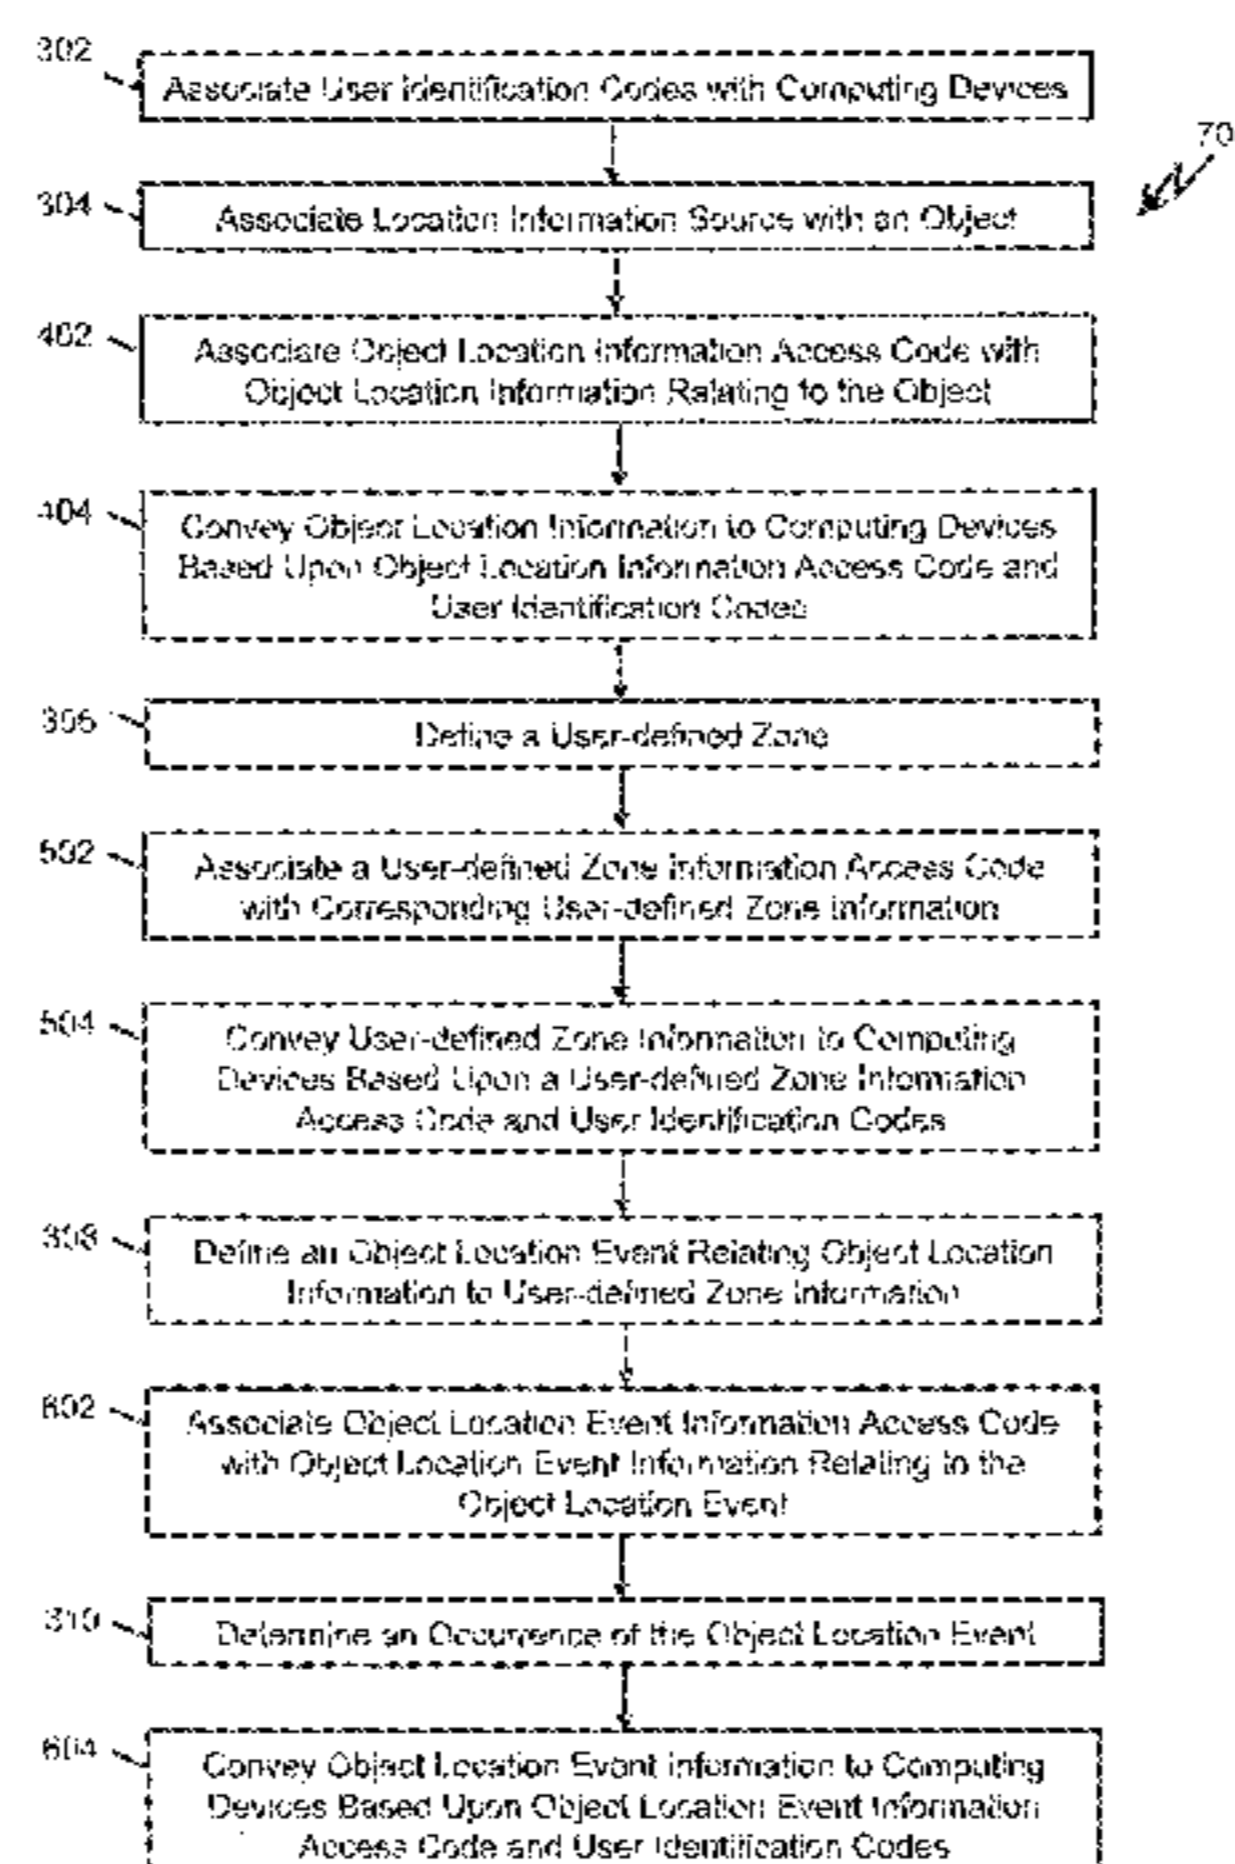 302
Associate User Identification Codes with Computing Devices
70
304
Associate Location Information Source with an Object
402
Associate Object Location Information Access Code with
Object Location Information Relating to the Object
404
Convey Object Location Information to Computing Devices
Based Upon Object Location Information Access Code and
User Identification Codes
306
Define a User-defined Zone
502
Associate a User-defined Zone Information Access Code
with Corresponding User-defined Zone Information
504
Convey User-defined Zone Information to Computing
Devices Based Upon a User-defined Zone Information
Access Code and User Identification Codes
308
Define an Object Location Event Relating Object Location
Information to User-defined Zone Information
602
Associate Object Location Event Information Access Code
with Object Location Event Information Relating to the
Object Location Event
310
Determine an Occurrence of the Object Location Event
604
Convey Object Location Event Information to Computing
Devices Based Upon Object Location Event Information
Access Code and User Identification Codes